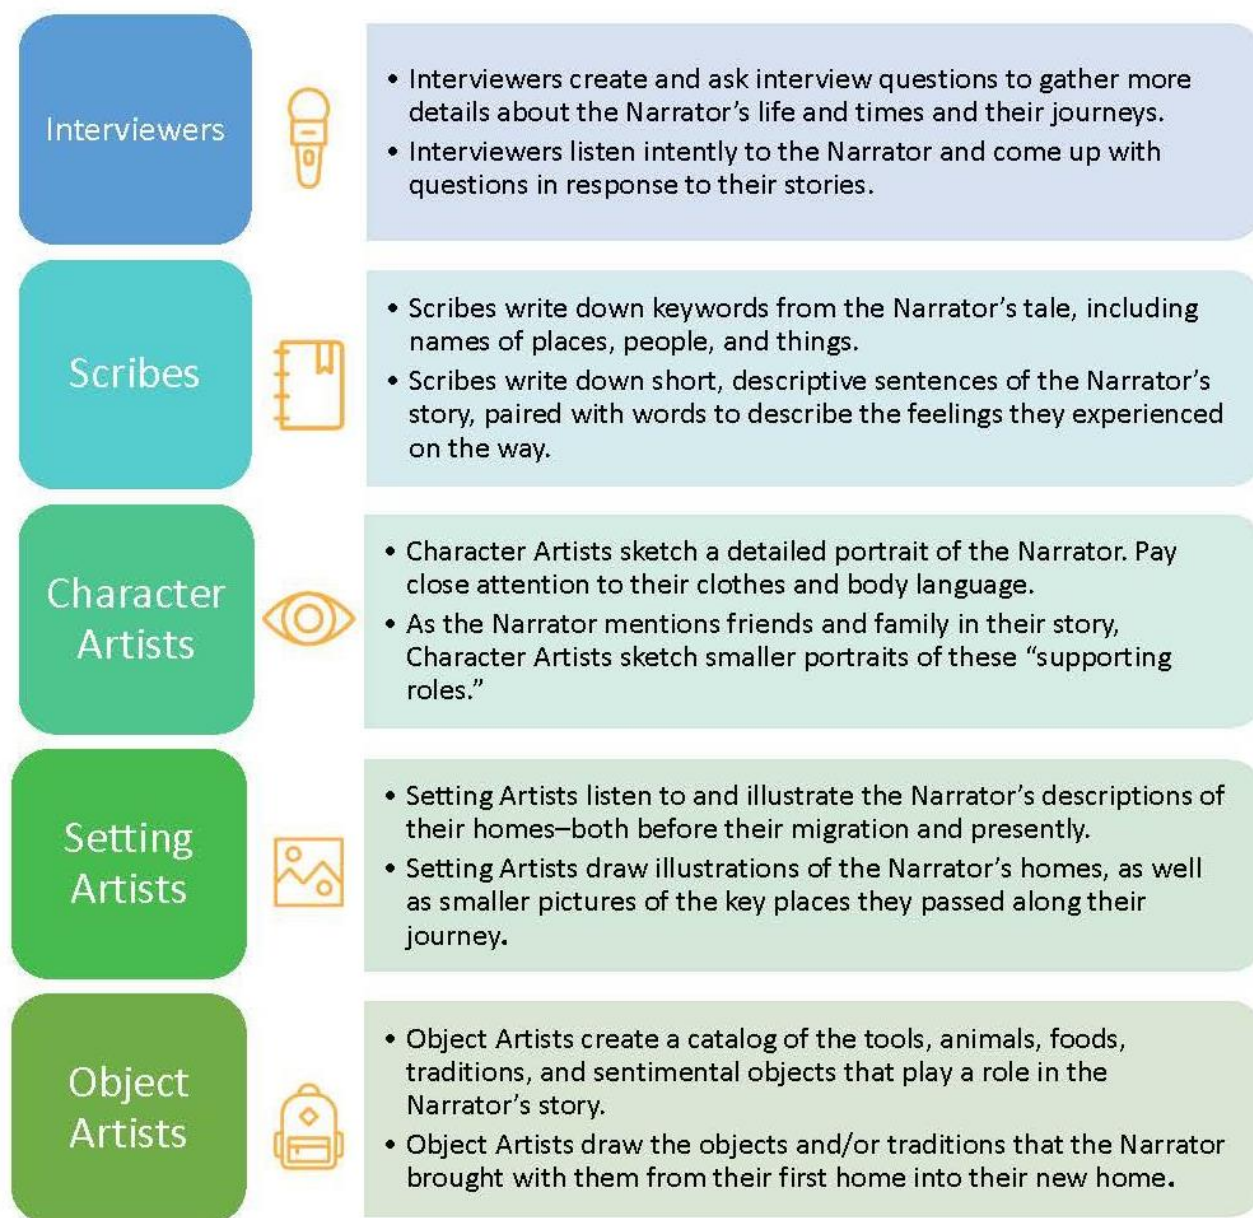 Interviewers
• Interviewers create and ask interview questions to gather more
details about the Narrator’s life and times and their journeys.
• Interviewers listen intently to the Narrator and come up with
questions in response to their stories.
Scribes
• Scribes write down keywords from the Narrator’s tale, including
names of places, people, and things.
• Scribes write down short, descriptive sentences of the Narrator’s
story, paired with words to describe the feelings they experienced
on the way.
Character
Artists
• Character Artists sketch a detailed portrait of the Narrator. Pay
close attention to their clothes and body language.
• As the Narrator mentions friends and family in their story,
Character Artists sketch smaller portraits of these “supporting
roles.”
Setting
Artists
• Setting Artists listen to and illustrate the Narrator’s descriptions of
their homes–both before their migration and presently.
• Setting Artists draw illustrations of the Narrator’s homes, as well
as smaller pictures of the key places they passed along their
journey.
Object
Artists
• Object Artists create a catalog of the tools, animals, foods,
traditions, and sentimental objects that play a role in the
Narrator’s story.
• Object Artists draw the objects and/or traditions that the Narrator
brought with them from their first home into their new home.